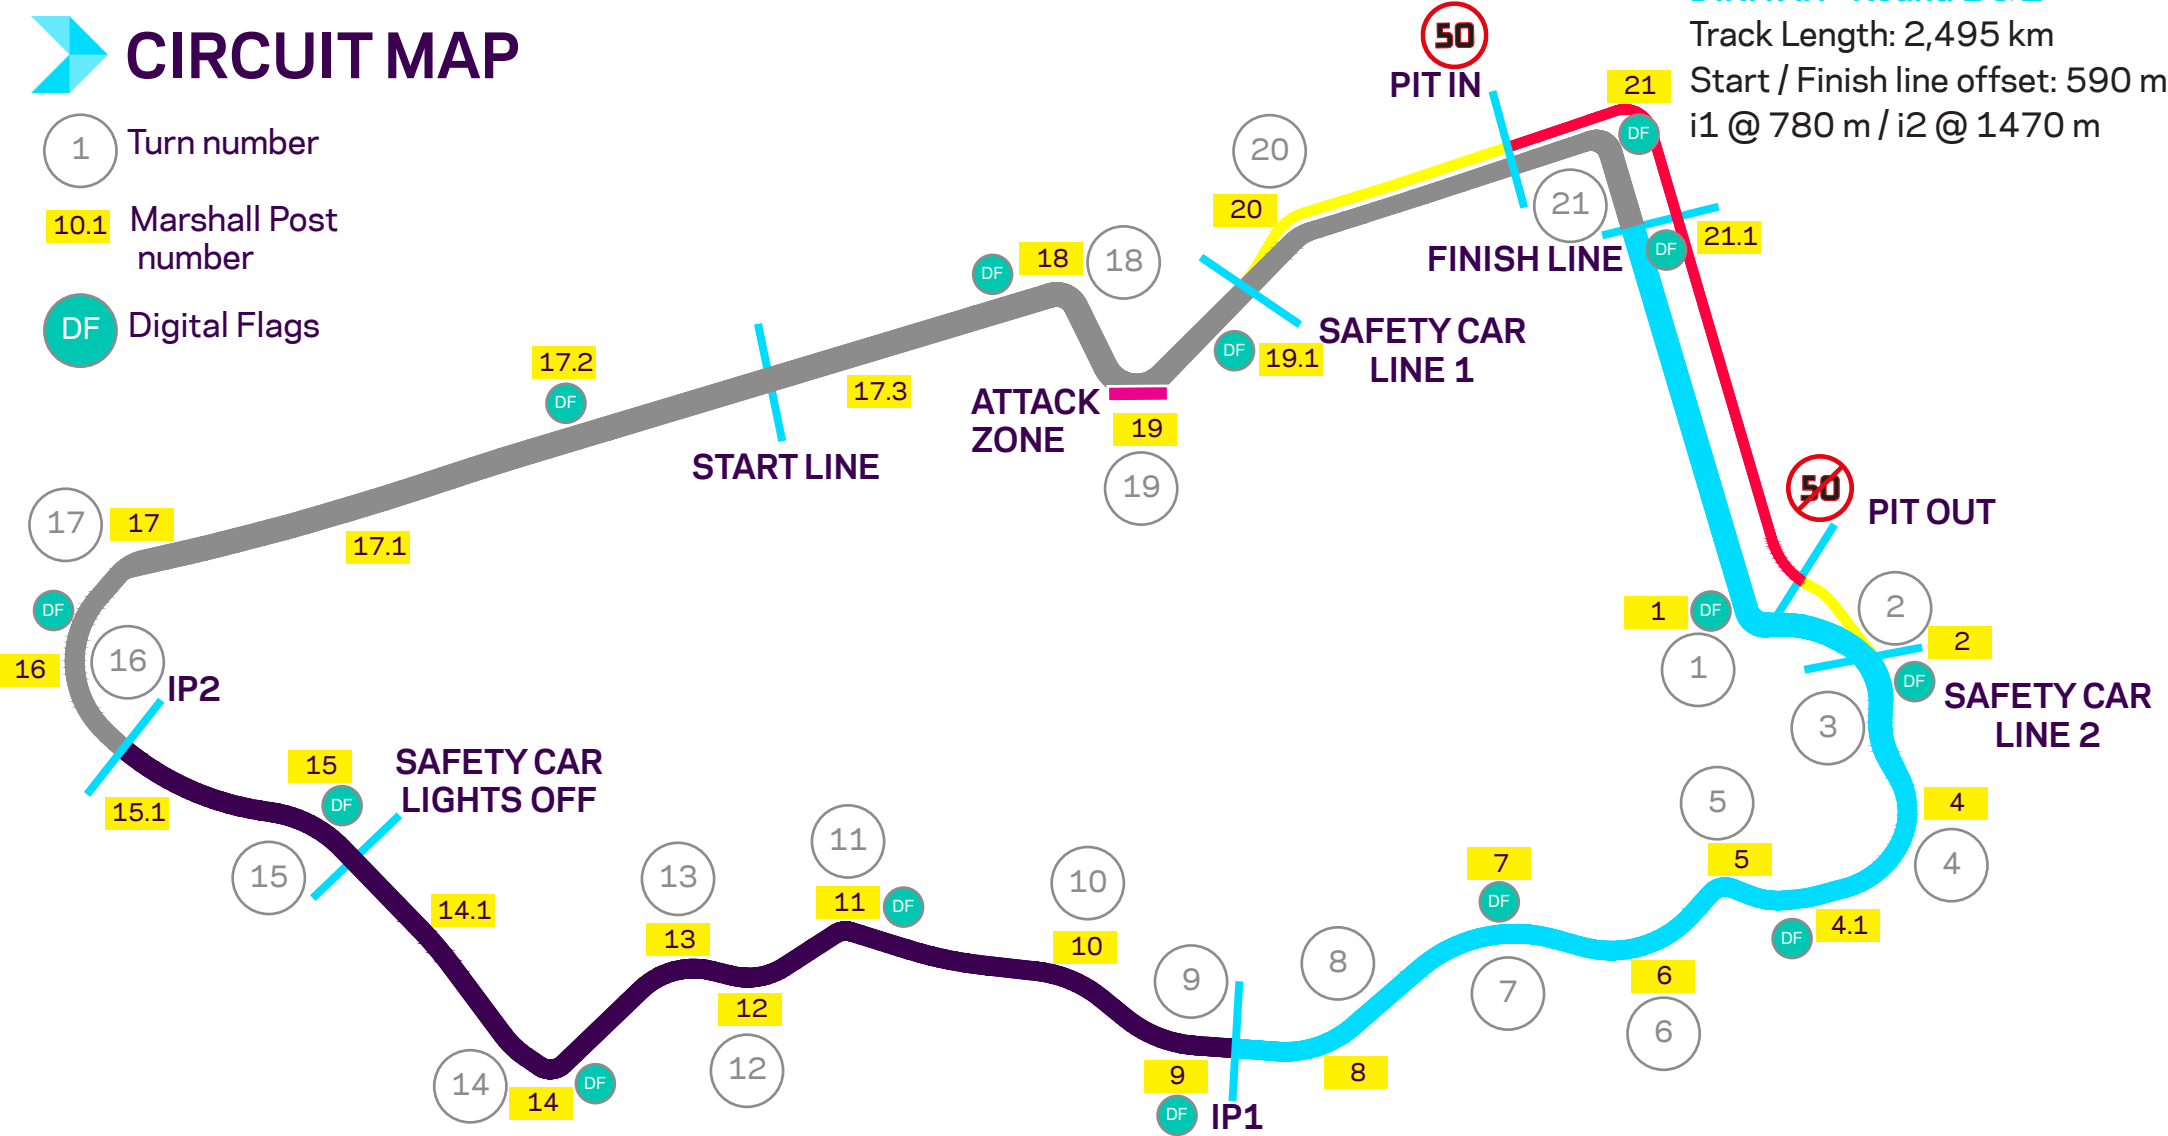 CIRCUIT MAP
1 Turn number
10.1 Marshall Post
number
DF Digital Flags
Track Length: 2,495 km
Start / Finish line offset: 590 m
i1 @ 780 m / i2 @ 1470 m
50
PIT IN
21
DF
20
20
21
21.1
DF
FINISH LINE
DF
18
18
SAFETY CAR
LINE 1
DF
19.1
17.2
DF
17.3
ATTACK
ZONE
19
19
START LINE
50
PIT OUT
17
17
17.1
DF
16
16
IP2
1
DF
1
2
2
DF
SAFETY CAR
LINE 2
3
SAFETY CAR
LIGHTS OFF
15
DF
15.1
15
14.1
4
4
5
5
4.1
DF
7
DF
7
6
6
8
8
9
9
DF
IP1
10
10
11
11
DF
13
13
12
12
14
14
DF